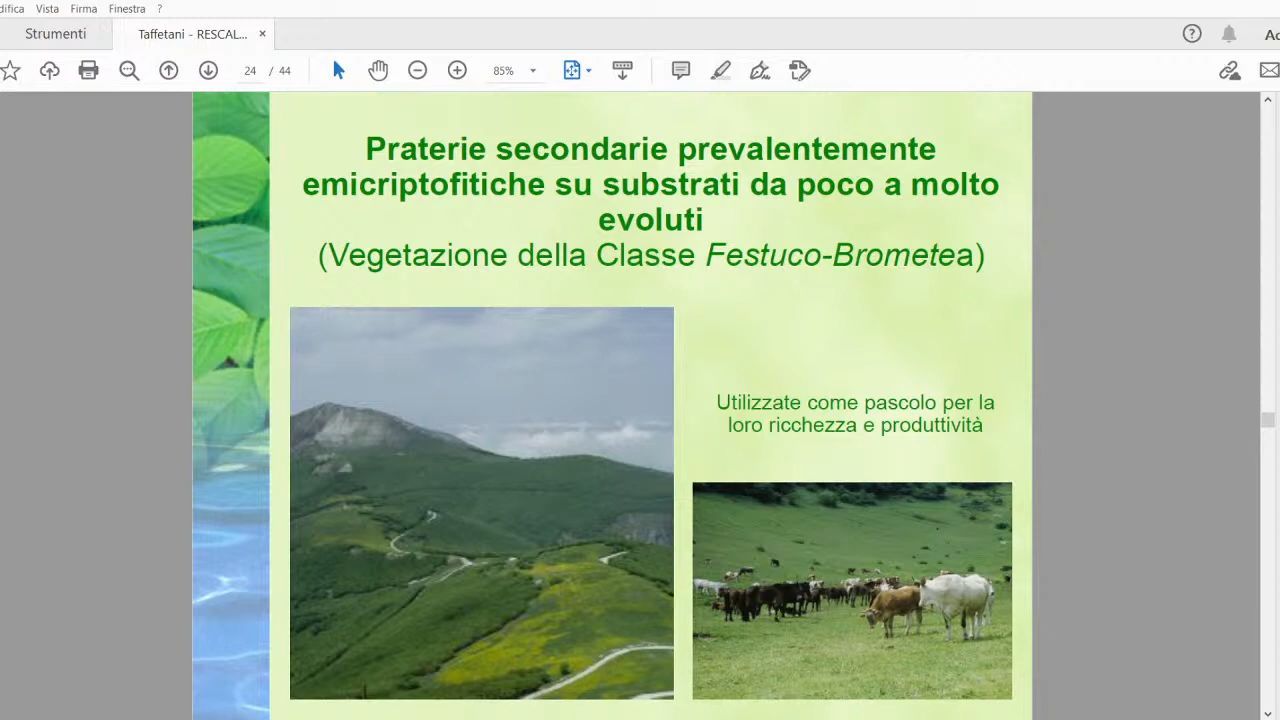 difica Vista Firma Finestra ?
Strumenti Taffetani - RESCAL... ×
24 / 44 85%
Praterie secondarie prevalentemente
emicriptofitiche su substrati da poco a molto
evoluti
(Vegetazione della Classe Festuco-Brometea)
Utilizzate come pascolo per la
loro ricchezza e produttività